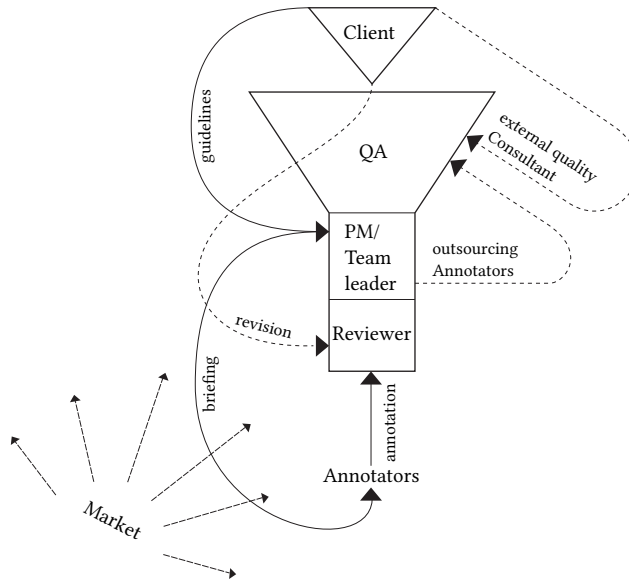 Client
guidelines
QA
external quality
Consultant
PM/
Team
leader
outsourcing
Annotators
revision
Reviewer
briefing
annotation
Annotators
Market